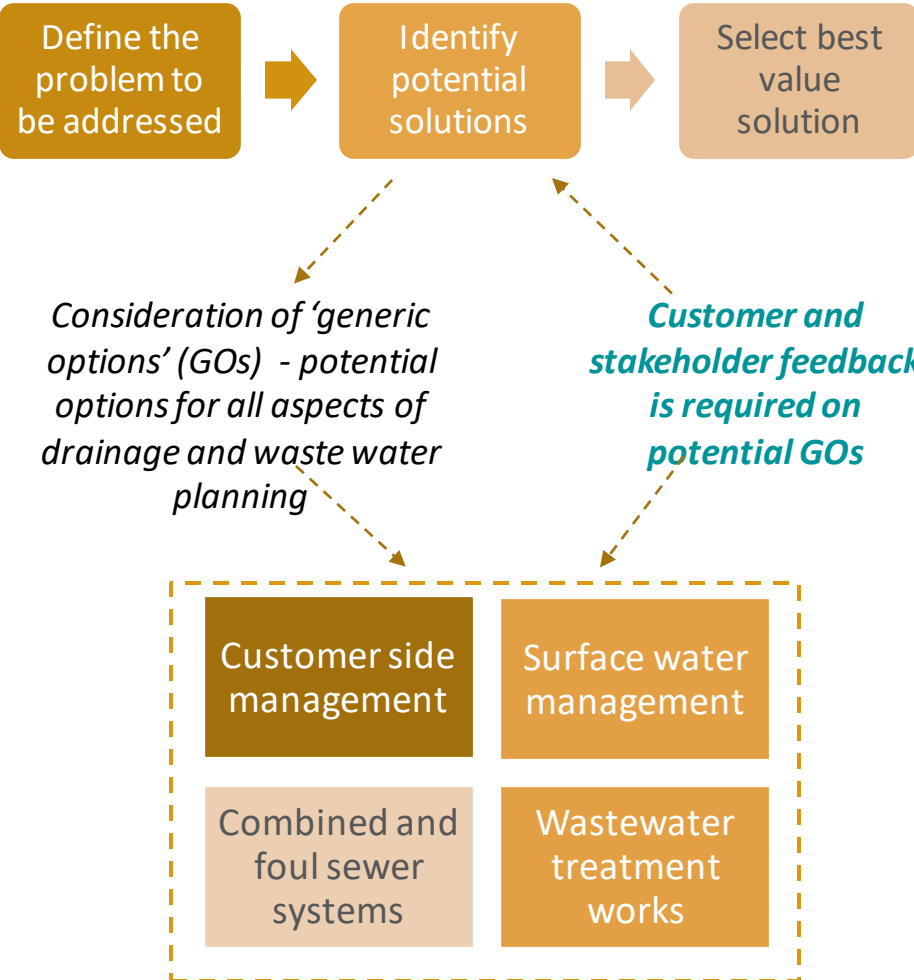 Define the
problem to
be addressed
Identify
potential
solutions
Select best
value
solution
Consideration of ‘generic
options’ (GOs)  - potential
options for all aspects of
drainage and waste water
planning
Customer and
stakeholder feedback
is required on
potential GOs
Customer side
management
Surface water
management
Combined and
foul sewer
systems
Wastewater
treatment
works